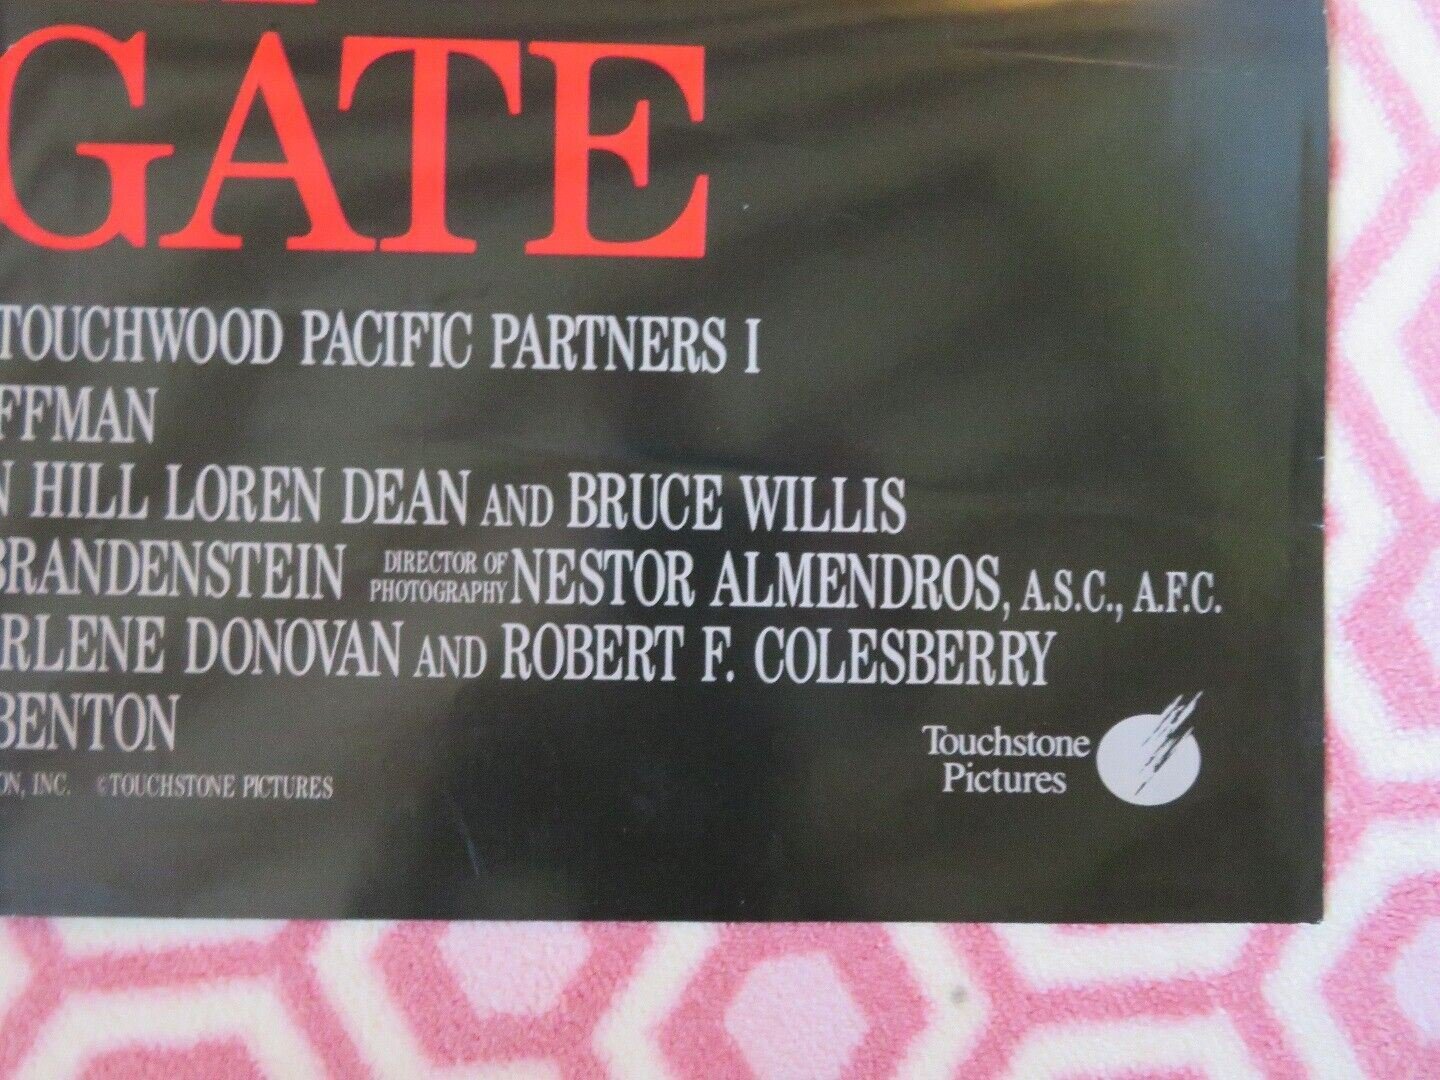 GATE
TOUCHWOOD PACIFIC PARTNERS I
FFMAN
N HILL LOREN DEAN AND BRUCE WILLIS
BRANDENSTEIN DIRECTOR OF PHOTOGRAPHY NESTOR ALMENDROS, A.S.C., A.F.C.
RLENE DONOVAN AND ROBERT F. COLESBERRY
BENTON
ON, INC. ©TOUCHSTONE PICTURES
Touchstone
Pictures